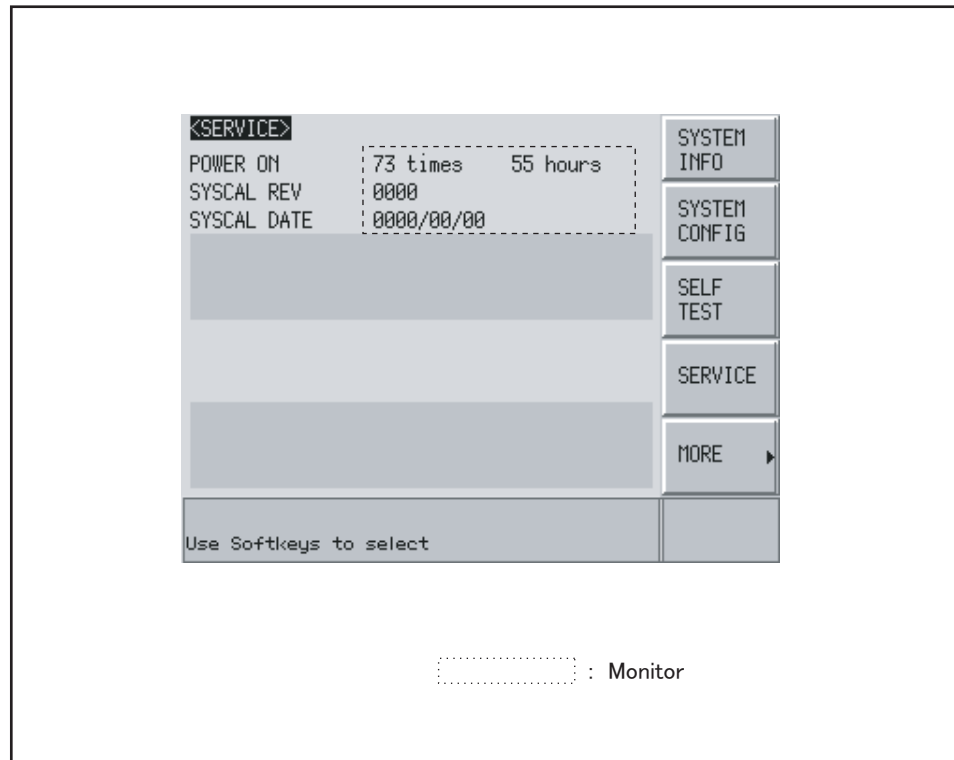 <SERVICE>
POWER ON 73 times 55 hours
SYSCAL REV 0000
SYSCAL DATE 0000/00/00
SYSTEM
INFO
SYSTEM
CONFIG
SELF
TEST
SERVICE
MORE
Use Softkeys to select
: Monitor